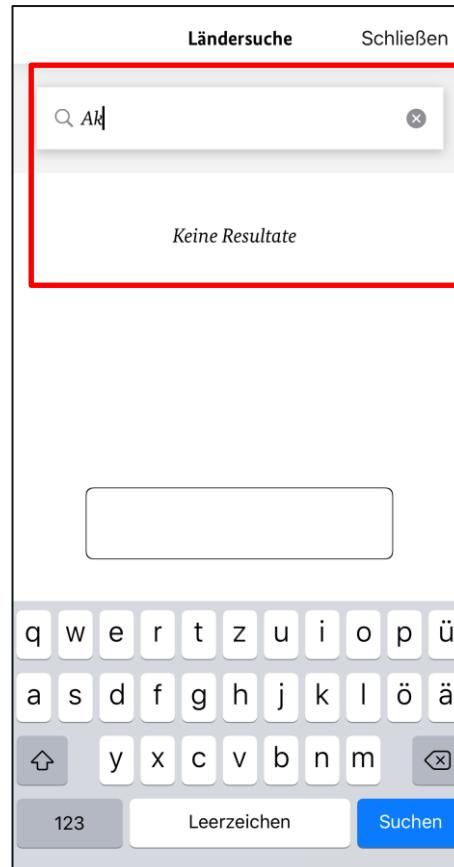 Ländersuche Schließen
Ak
Keine Resultate
q w e r t z u i o p ü
a s d f g h j k l ö ä
y x c v b n m
123 Leerzeichen Suchen